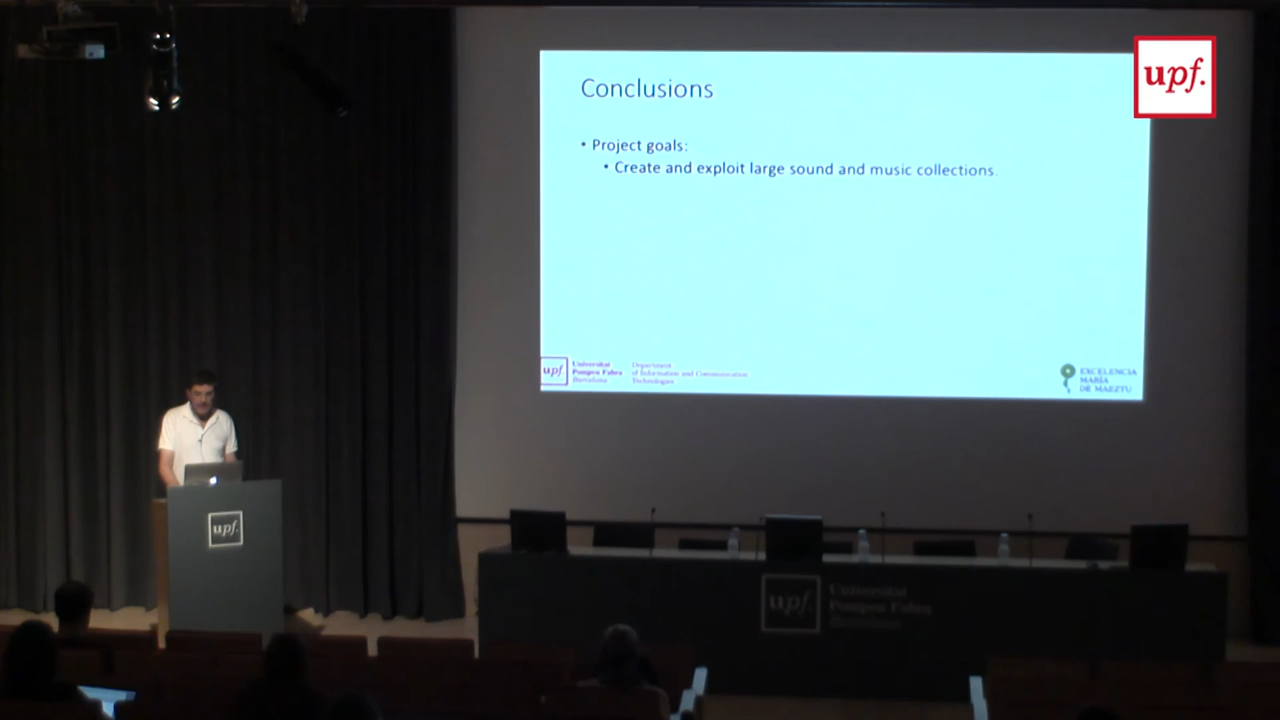 upf.
Conclusions
• Project goals:
• Create and exploit large sound and music collections.
upf.
Universitat
Pompeu Fabra
Barcelona
Department
of Information and Communication
Technologies
EXCELENCIA
MARÍA
DE MAEZTU
upf.
upf.
Universitat
Pompeu Fabra
Barcelona